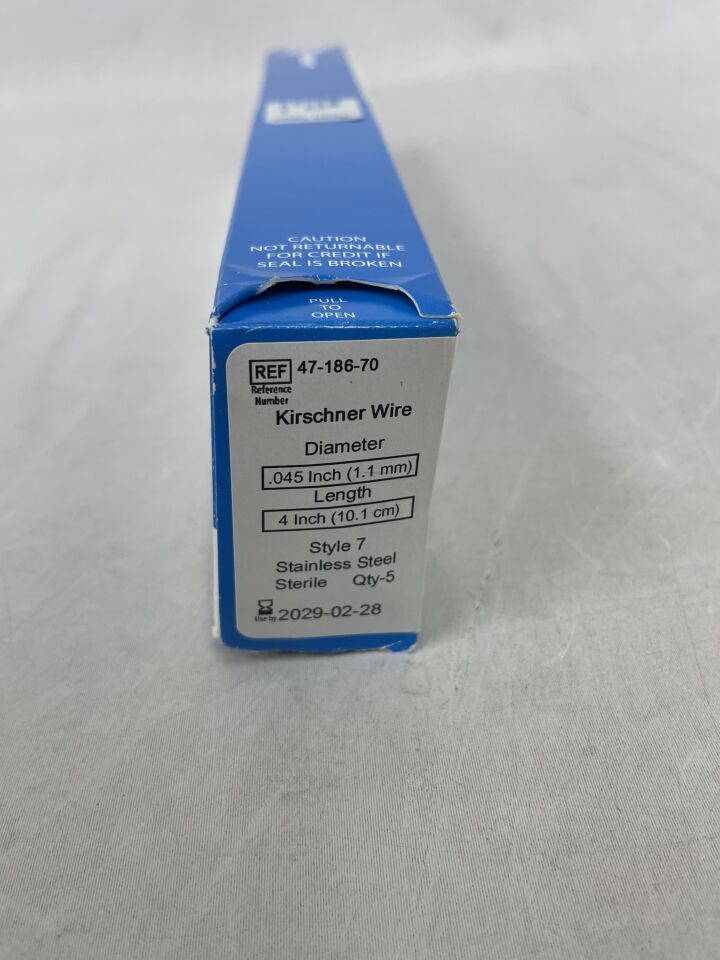 CAUTION
NOT RETURNABLE
FOR CREDIT IF
SEAL IS BROKEN
PULL
TO
OPEN
REF 47-186-70
Reference
Number
Kirschner Wire
Diameter
.045 Inch (1.1 mm)
Length
4 Inch (10.1 cm)
Style 7
Stainless Steel
Sterile Qty-5
Use by 2029-02-28